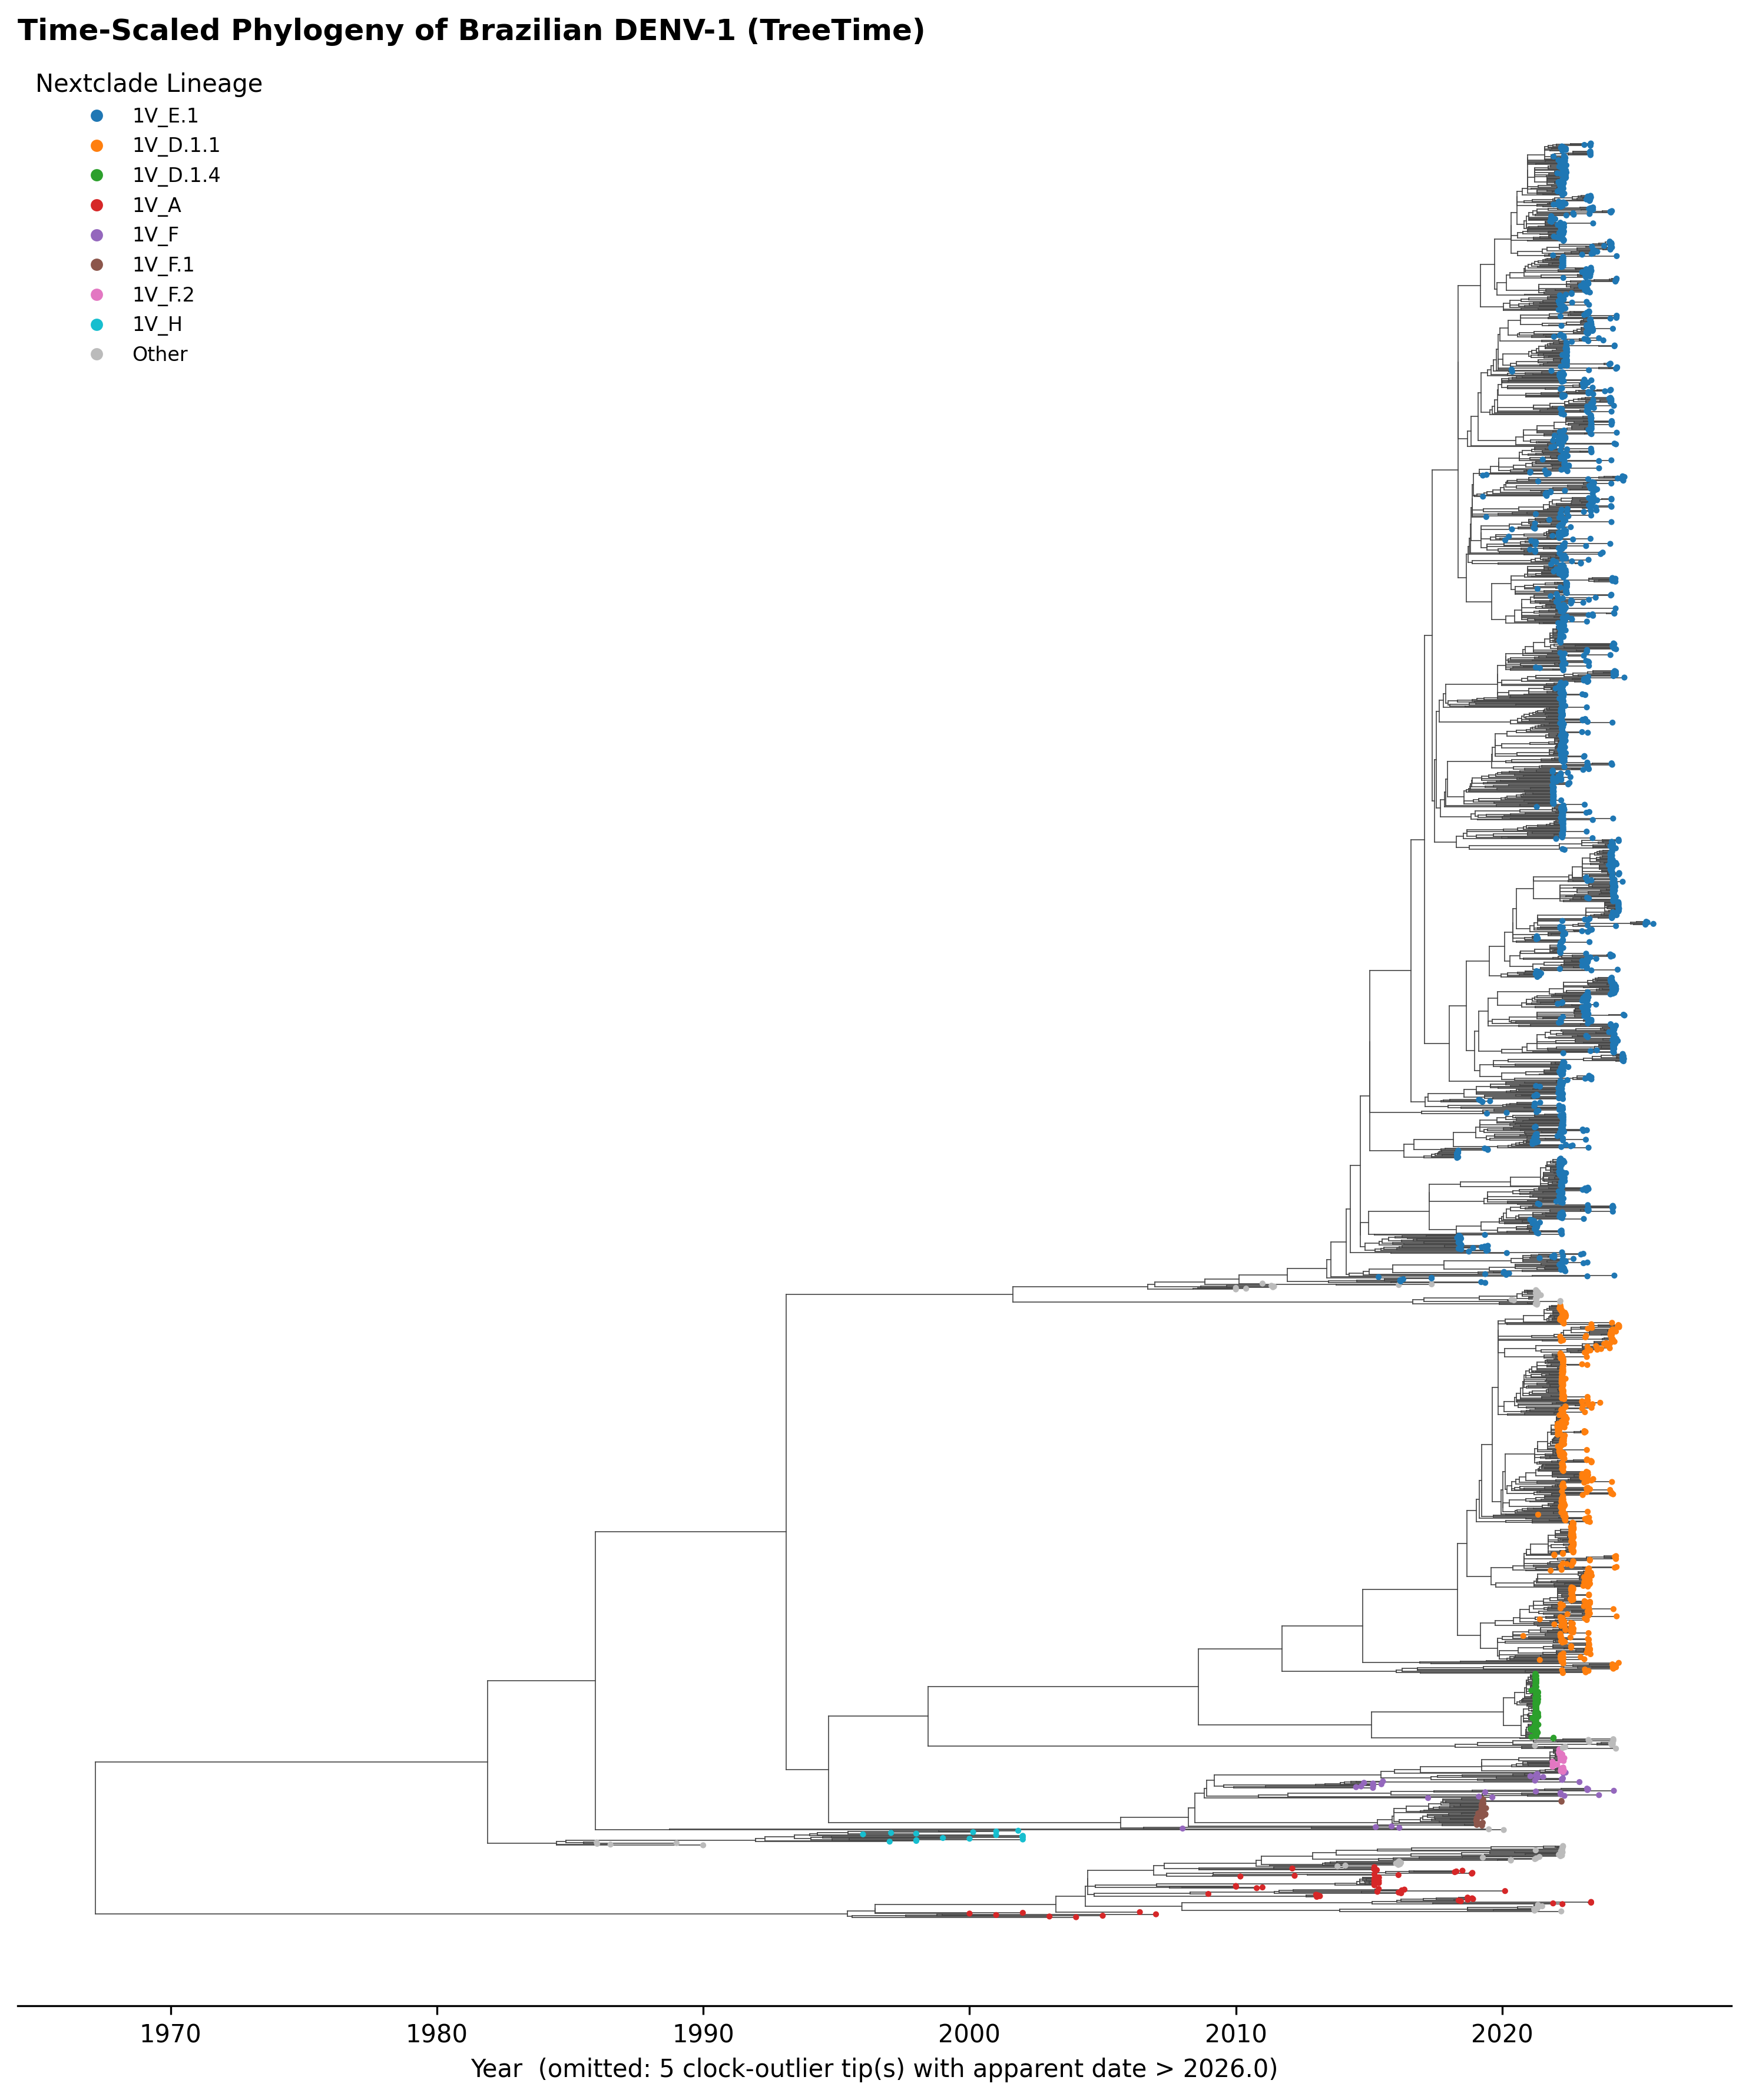 Time-Scaled Phylogeny of Brazilian DENV-1 (TreeTime)
Nextclade Lineage
1V_E.1
1V_D.1.1
1V_D.1.4
1V_A
1V_F
1V_F.1
1V_F.2
1V_H
Other
1970 1980 1990 2000 2010 2020
Year  (omitted: 5 clock-outlier tip(s) with apparent date > 2026.0)